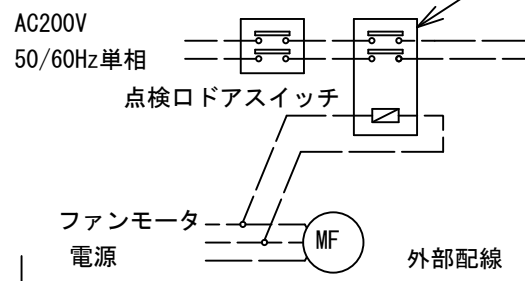 AC200V
50/60Hz単相
点検口ドアスイッチ
ファンモータ
電源
MF
外部配線